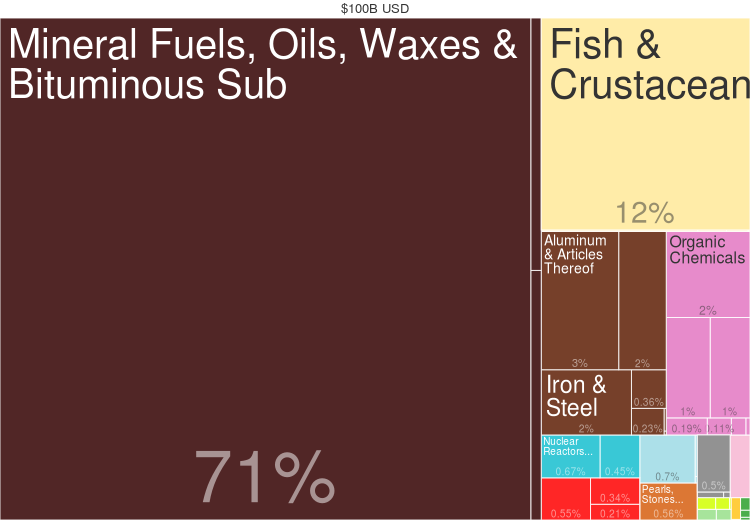 $100B USD
Mineral Fuels, Oils, Waxes &
Bituminous Sub
71%
Fish &
Crustacean
12%
Aluminum
& Articles
Thereof
3%
2%
Organic
Chemicals
2%
1%
1%
0.19%
0.11%
Iron &
Steel
2%
0.36%
0.23%
Nuclear
Reactors...
0.67%
0.45%
0.7%
0.5%
0.55%
0.34%
0.21%
Pearls,
Stones...
0.56%